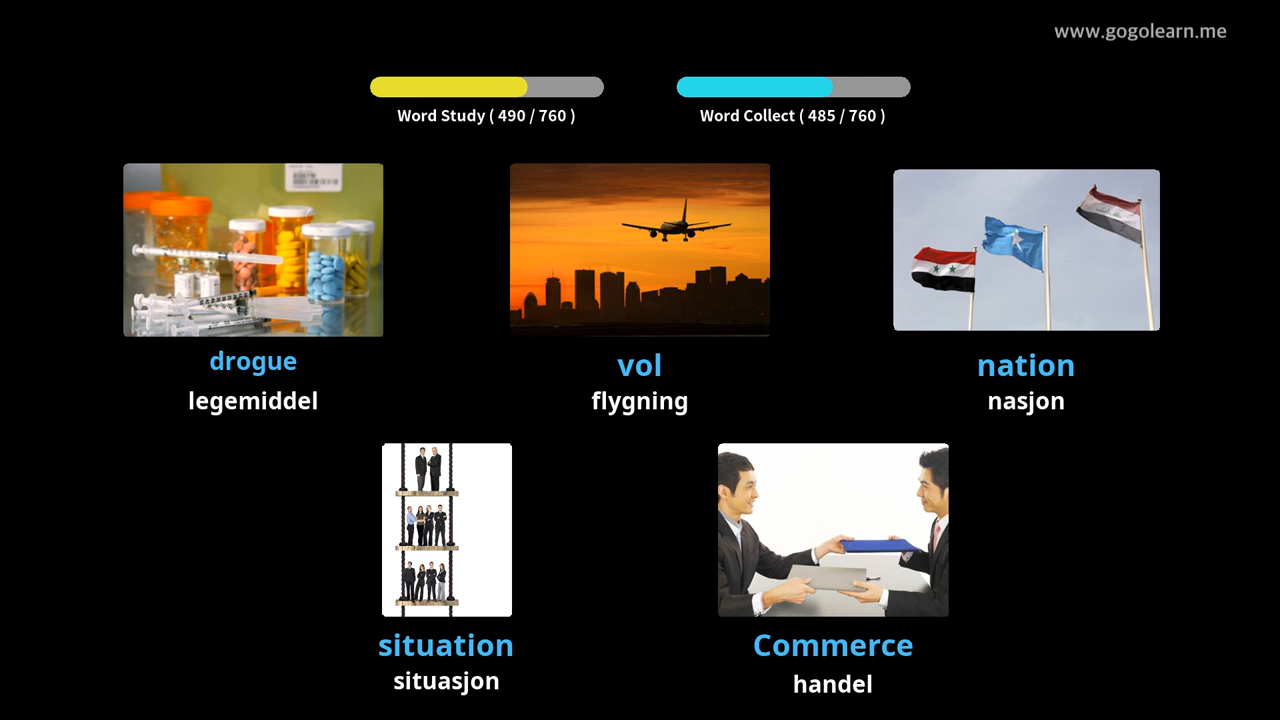 www.gogolearn.me
Word Study ( 490 / 760 )
Word Collect ( 485 / 760 )
drogue
legemiddel
vol
flygning
nation
nasjon
situation
situasjon
Commerce
handel